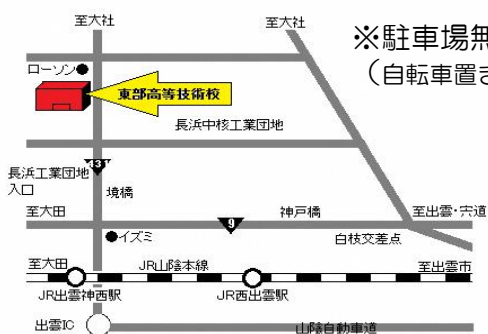 至大社
至大社
※駐車場無
（自転車置き
ローソン
東部高等技術校
長浜中核工業団地
長浜工業団地
入口
431
境橋
至大田
神戸橋
至出雲・宍道
9
イズミ
白枝交差点
至大田
JR山陰本線
至出雲市
JR出雲神西駅
JR西出雲駅
出雲IC
山陰自動車道